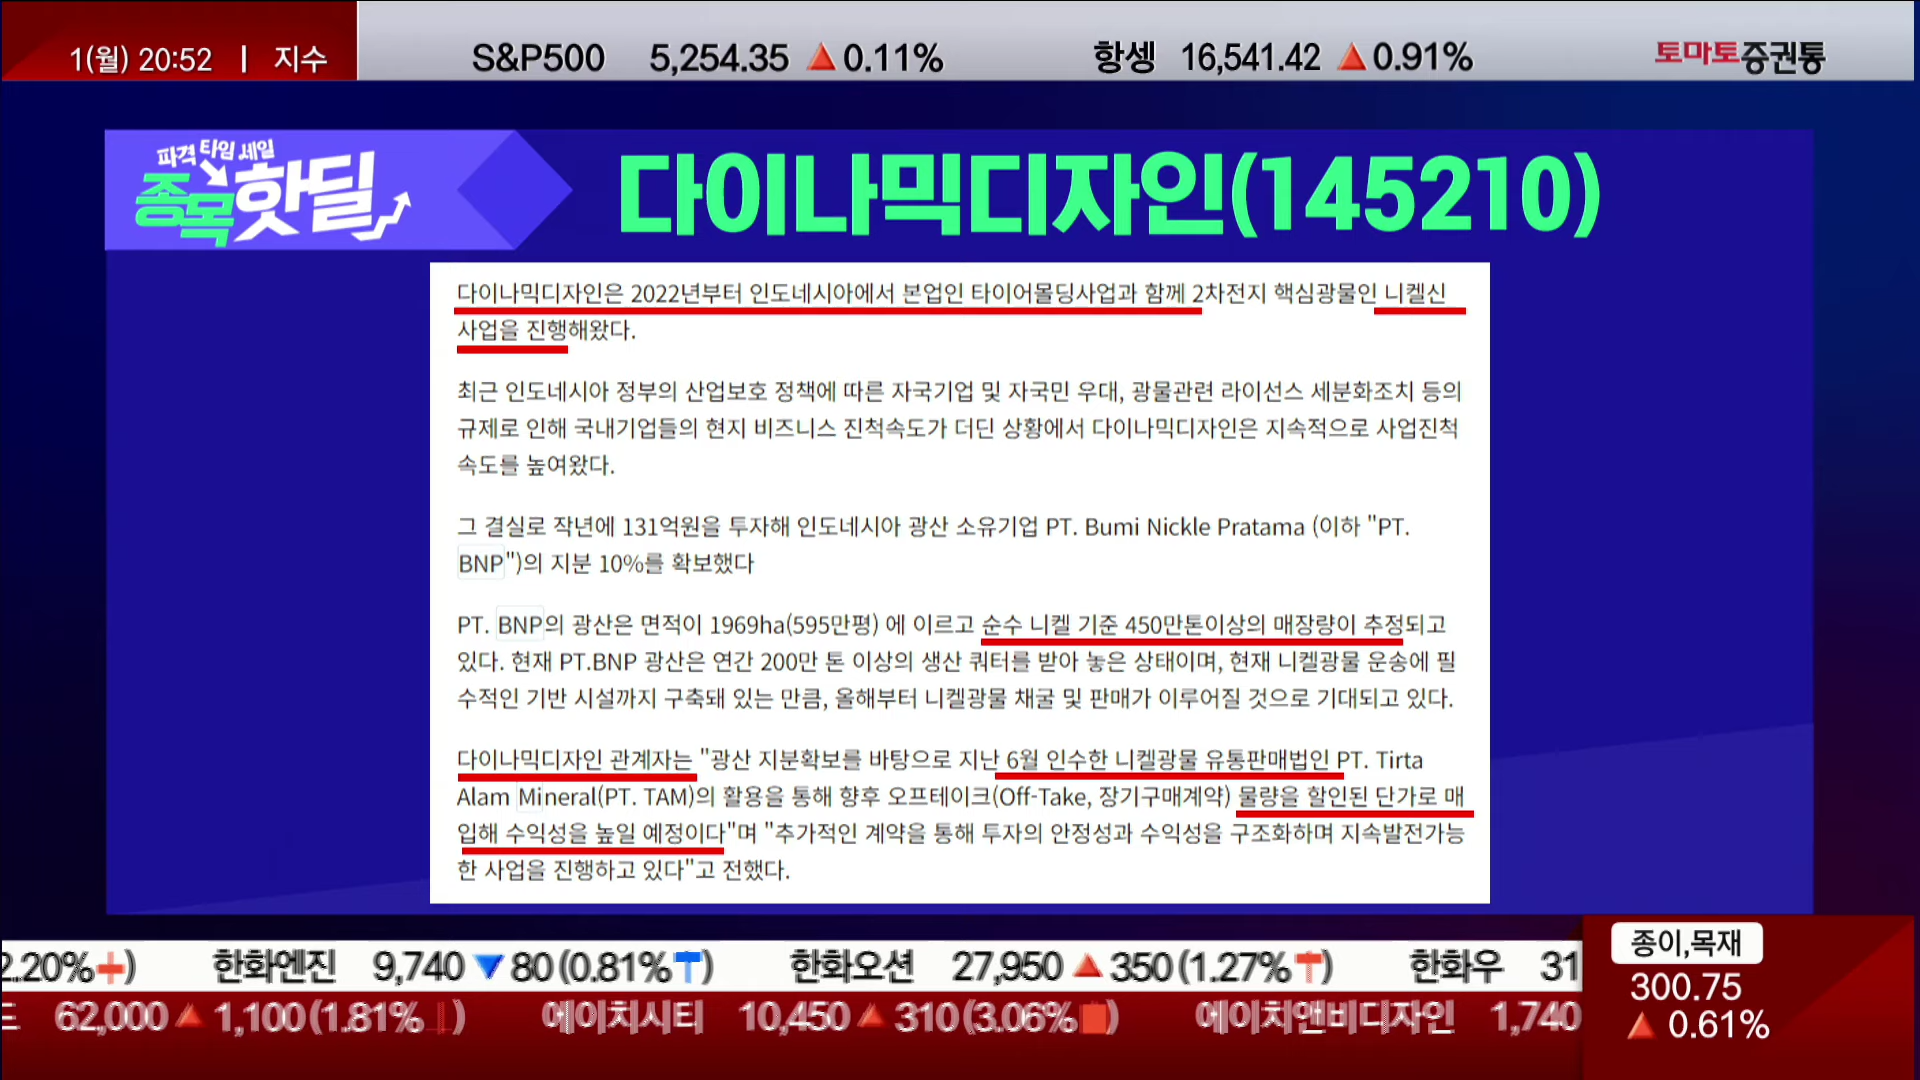 1(월) 20:52 | 지수
S&P500 5,254.35 ▲0.11%
항셍 16,541.42 ▲0.91%
토마토증권통
파격 타임 세일
종목핫딜
다이나믹디자인(145210)
다이나믹디자인은 2022년부터 인도네시아에서 본업인 타이어몰딩사업과 함께 2차전지 핵심광물인 니켈신
사업을 진행해왔다.
최근 인도네시아 정부의 산업보호 정책에 따른 자국기업 및 자국민 우대, 광물관련 라이선스 세분화조치 등의
규제로 인해 국내기업들의 현지 비즈니스 진척속도가 더딘 상황에서 다이나믹디자인은 지속적으로 사업진척
속도를 높여왔다.
그 결실로 작년에 131억원을 투자해 인도네시아 광산 소유기업 PT. Bumi Nickle Pratama (이하 "PT.
BNP")의 지분 10%를 확보했다
PT. BNP의 광산은 면적이 1969ha(595만평) 에 이르고 순수 니켈 기준 450만톤이상의 매장량이 추정되고
있다. 현재 PT.BNP 광산은 연간 200만 톤 이상의 생산 쿼터를 받아 놓은 상태이며, 현재 니켈광물 운송에 필
수적인 기반 시설까지 구축돼 있는 만큼, 올해부터 니켈광물 채굴 및 판매가 이루어질 것으로 기대되고 있다.
다이나믹디자인 관계자는 "광산 지분확보를 바탕으로 지난 6월 인수한 니켈광물 유통판매법인 PT. Tirta
Alam Mineral(PT. TAM)의 활용을 통해 향후 오프테이크(Off-Take, 장기구매계약) 물량을 할인된 단가로 매
입해 수익성을 높일 예정이다"며 "추가적인 계약을 통해 투자의 안정성과 수익성을 구조화하며 지속발전가능
한 사업을 진행하고 있다"고 전했다.
2.20% ) 한화엔진 9,740 ▼80(0.81% ) 한화오션 27,950 ▲350(1.27% ) 한화우 31
62,000▲1,100(1.81% ) 에이치시티 10,450▲310(3.06% ) 에이치앤비디자인 1,740
종이,목재
300.75
▲ 0.61%